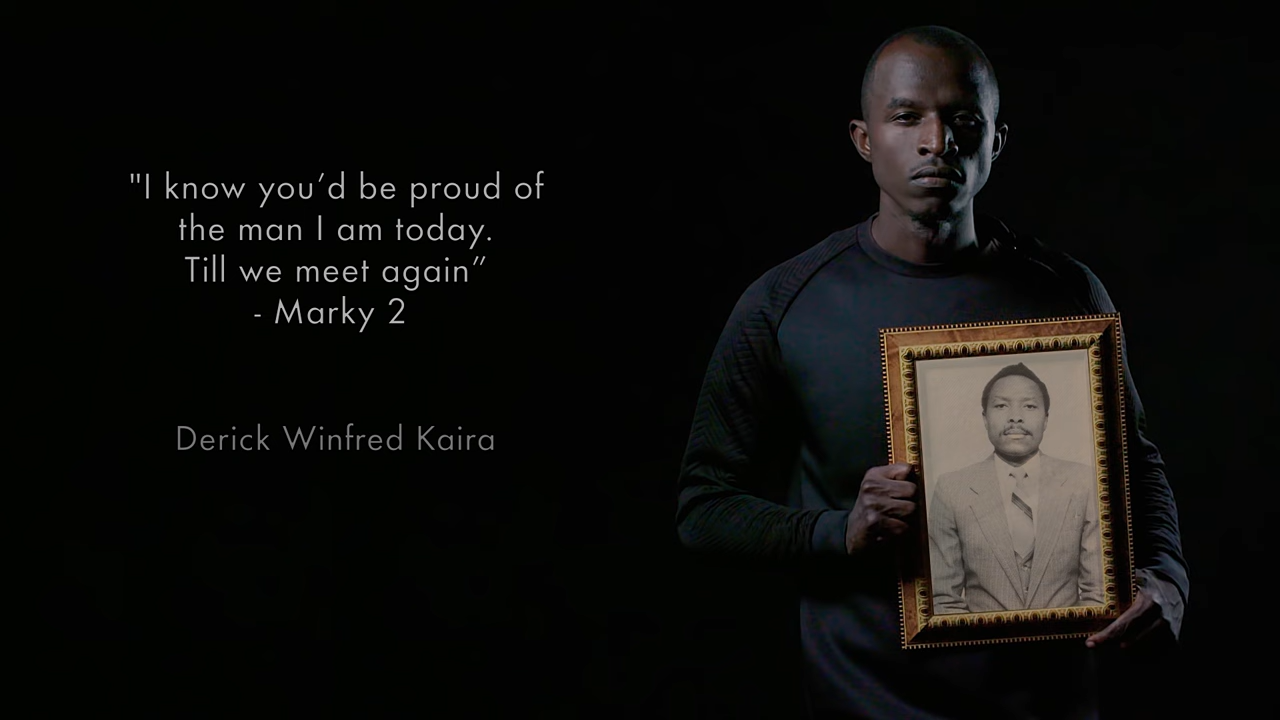 "I know you’d be proud of
the man I am today.
Till we meet again”
- Marky 2
Derick Winfred Kaira